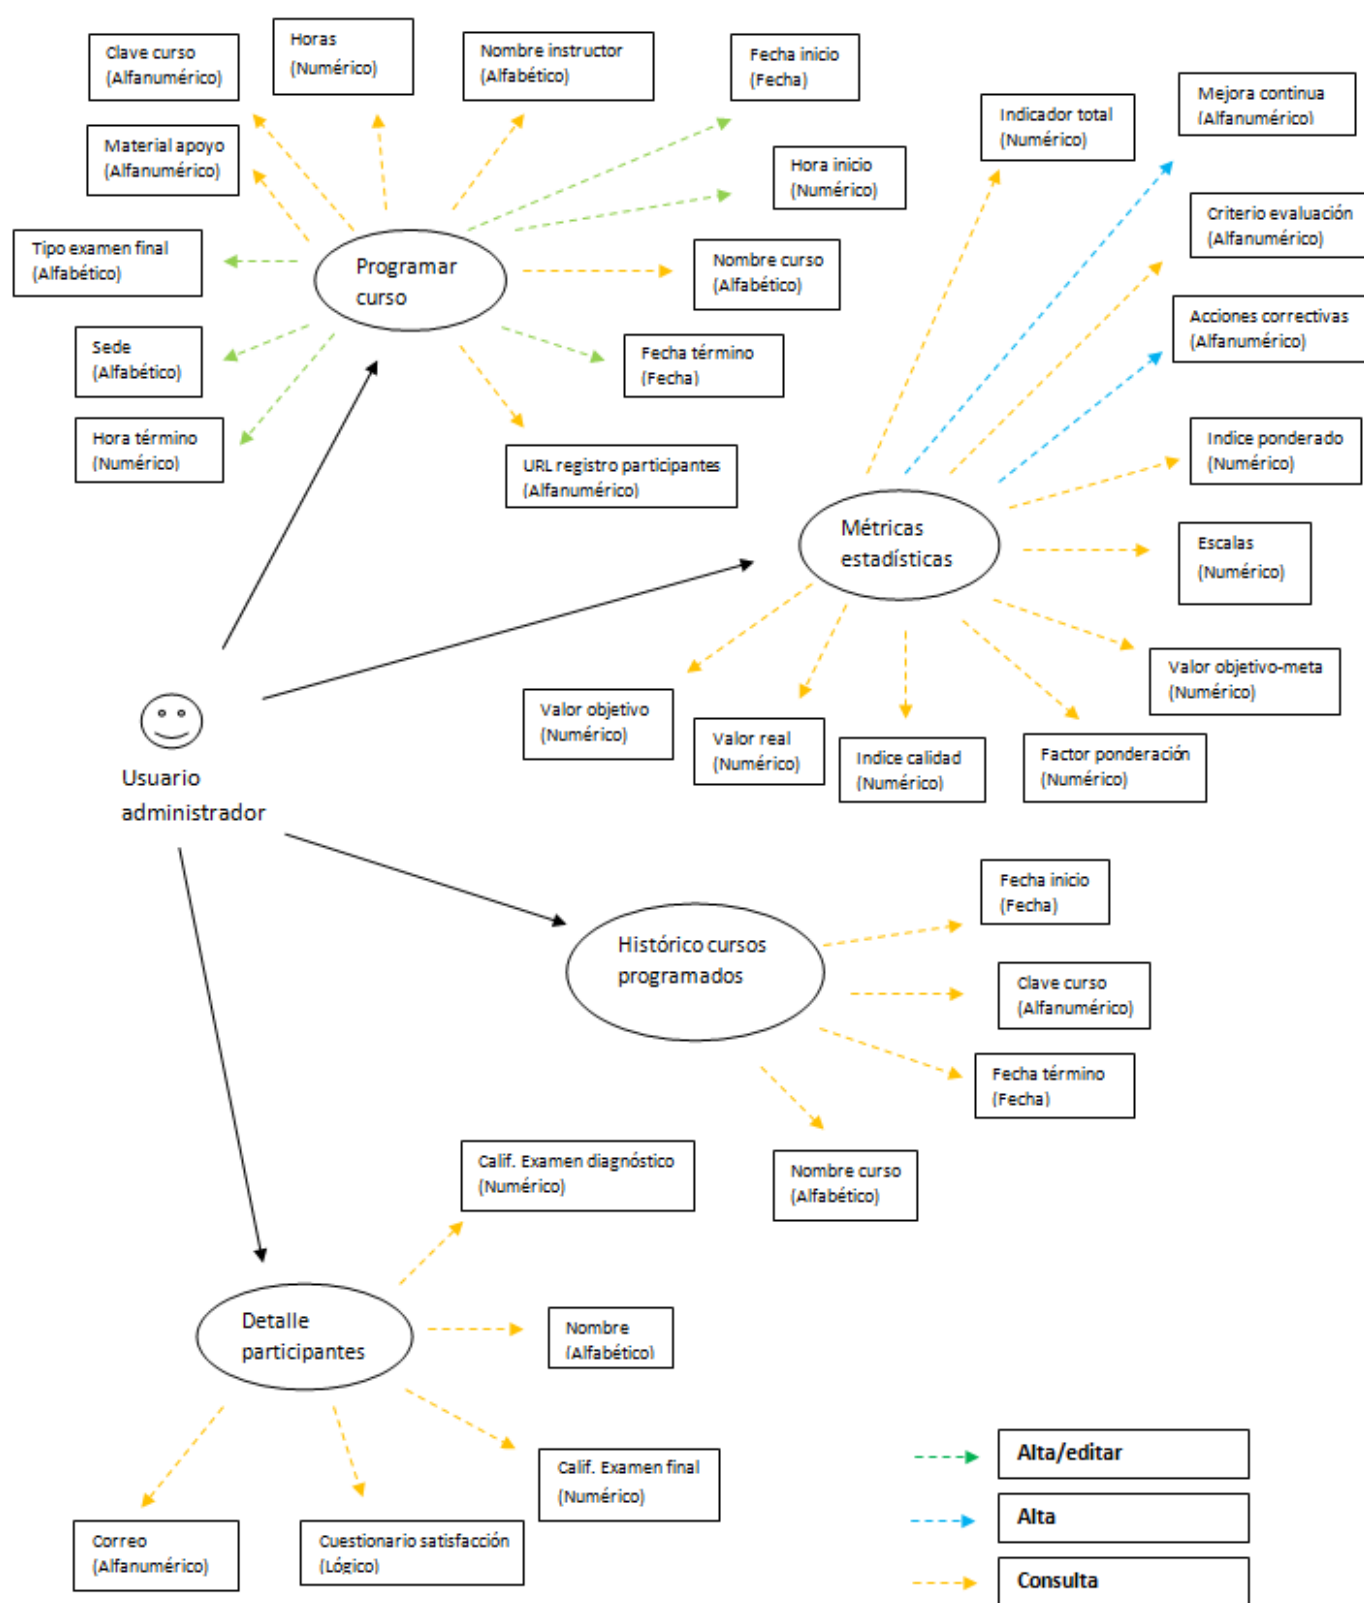 Clave curso
(Alfanumérico)
Horas
(Numérico)
Nombre instructor
(Alfabético)
Fecha inicio
(Fecha)
Material apoyo
(Alfanumérico)
Hora inicio
(Numérico)
Tipo examen final
(Alfabético)
Programar
curso
Nombre curso
(Alfabético)
Sede
(Alfabético)
Fecha término
(Fecha)
Hora término
(Numérico)
URL registro participantes
(Alfanumérico)
Indicador total
(Numérico)
Mejora continua
(Alfanumérico)
Criterio evaluación
(Alfanumérico)
Acciones correctivas
(Alfanumérico)
Indice ponderado
(Numérico)
Métricas
estadísticas
Escalas
(Numérico)
Valor objetivo-meta
(Numérico)
Valor objetivo
(Numérico)
Valor real
(Numérico)
Indice calidad
(Numérico)
Factor ponderación
(Numérico)
Usuario
administrador
Histórico cursos
programados
Fecha inicio
(Fecha)
Clave curso
(Alfanumérico)
Fecha término
(Fecha)
Nombre curso
(Alfabético)
Calif. Examen diagnóstico
(Numérico)
Detalle
participantes
Nombre
(Alfabético)
Calif. Examen final
(Numérico)
Correo
(Alfanumérico)
Cuestionario satisfacción
(Lógico)
Alta/editar
Alta
Consulta